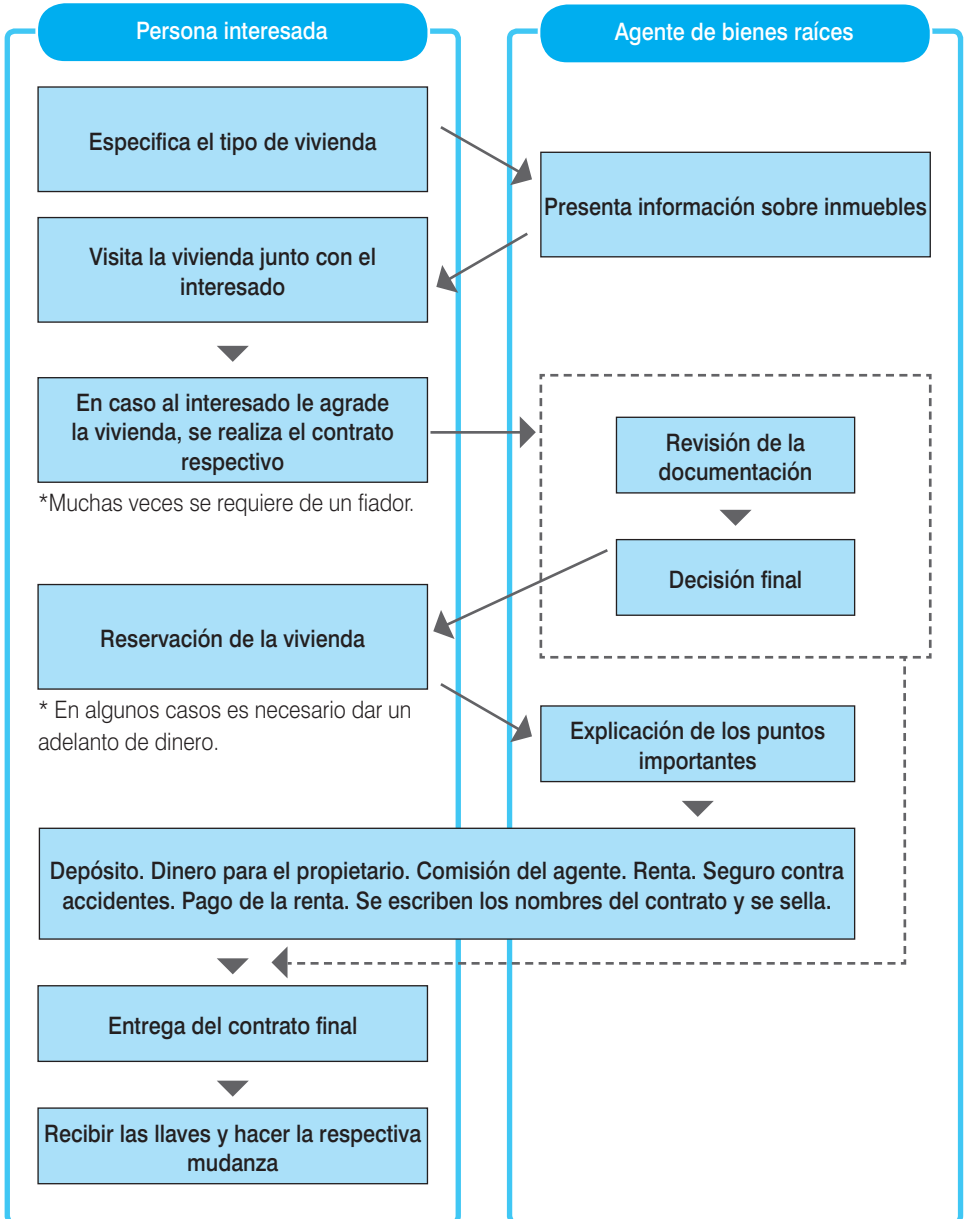 Persona interesada
Agente de bienes raíces
Especifica el tipo de vivienda
Presenta información sobre inmuebles
Visita la vivienda junto con el
interesado
En caso al interesado le agrade
la vivienda, se realiza el contrato
respectivo
*Muchas veces se requiere de un fiador.
Revisión de la
documentación
Decisión final
Reservación de la vivienda
* En algunos casos es necesario dar un
adelanto de dinero.
Explicación de los puntos
importantes
Depósito. Dinero para el propietario. Comisión del agente. Renta. Seguro contra
accidentes. Pago de la renta. Se escriben los nombres del contrato y se sella.
Entrega del contrato final
Recibir las llaves y hacer la respectiva
mudanza